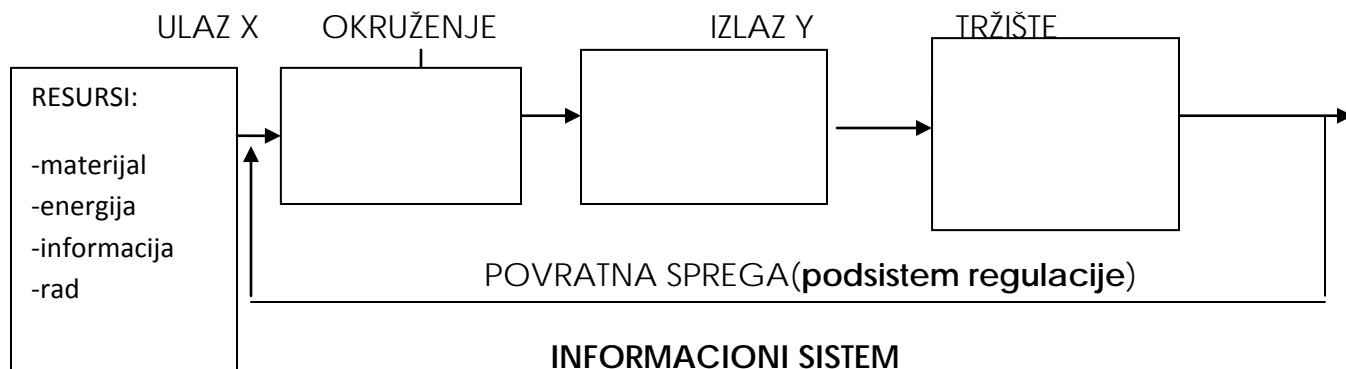 ULAZ X OKRUŽENJE IZLAZ Y TRŽIŠTE
RESURSI:
-materijal
-energija
-informacija
-rad
POVRATNA SPREGA(podsistem regulacije)
INFORMACIONI SISTEM